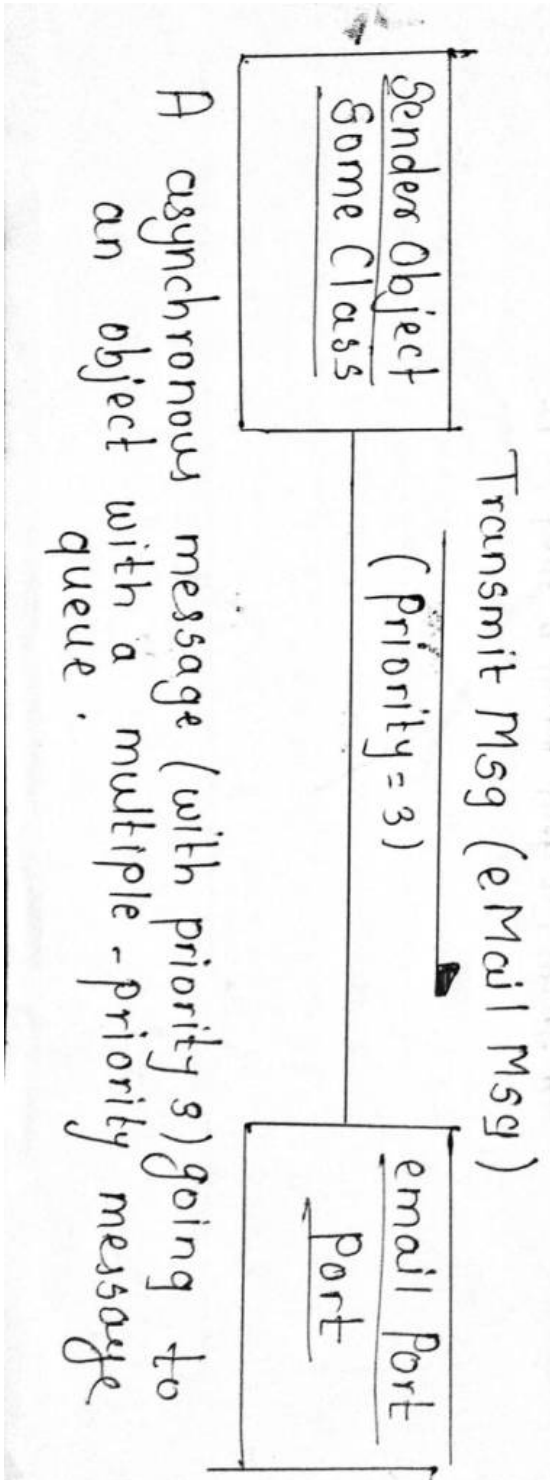 Transmit Msg (eMail Msg)
(priority = 3)
Sender Object
Some Class
email Port
Port
A asynchronous message (with priority 3) going to
an object with a multiple - priority message
queue.